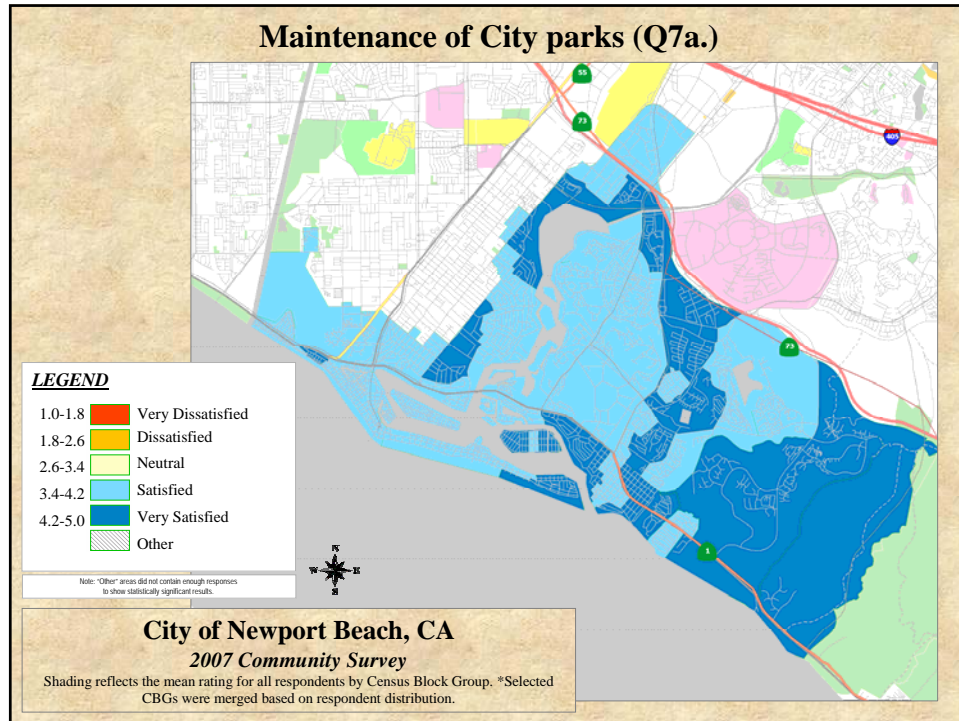 Maintenance of City parks (Q7a.)
55
73
405
73
1
LEGEND
1.0-1.8 Very Dissatisfied
1.8-2.6 Dissatisfied
2.6-3.4 Neutral
3.4-4.2 Satisfied
4.2-5.0 Very Satisfied
Other
Note: "Other" areas did not contain enough responses
to show statistically significant results.
N
W E
S
City of Newport Beach, CA
2007 Community Survey
Shading reflects the mean rating for all respondents by Census Block Group. *Selected
CBGs were merged based on respondent distribution.